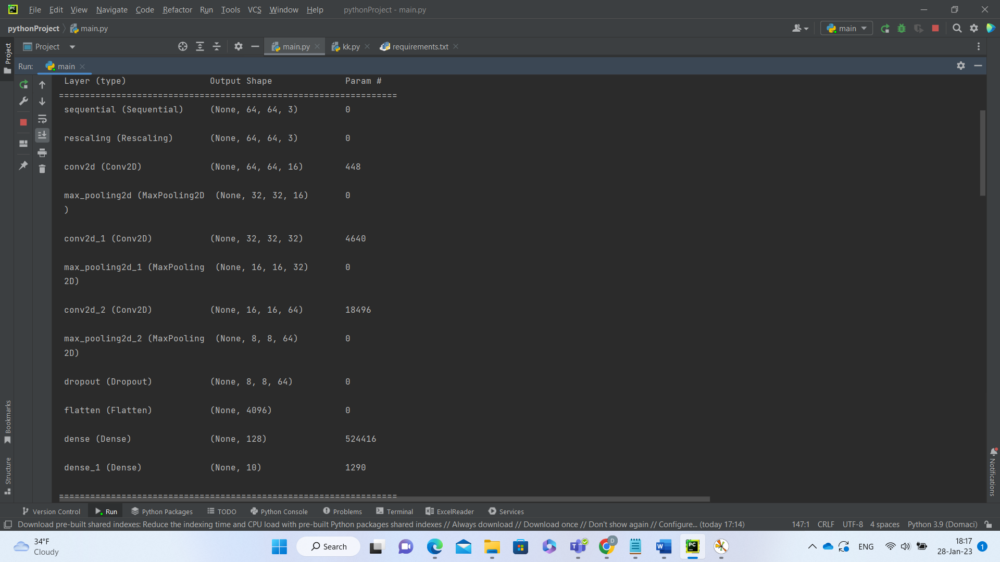 PC File Edit View Navigate Code Refactor Run Tools VCS Window Help pythonProject - main.py
pythonProject main.py main
Project main.py kk.py requirements.txt
Project
Run: main
Layer (type) Output Shape Param #
=================================================================
sequential (Sequential) (None, 64, 64, 3) 0
rescaling (Rescaling) (None, 64, 64, 3) 0
conv2d (Conv2D) (None, 64, 64, 16) 448
max_pooling2d (MaxPooling2D (None, 32, 32, 16) 0
)
conv2d_1 (Conv2D) (None, 32, 32, 32) 4640
max_pooling2d_1 (MaxPooling (None, 16, 16, 32) 0
2D)
conv2d_2 (Conv2D) (None, 16, 16, 64) 18496
max_pooling2d_2 (MaxPooling (None, 8, 8, 64) 0
2D)
dropout (Dropout) (None, 8, 8, 64) 0
flatten (Flatten) (None, 4096) 0
dense (Dense) (None, 128) 524416
dense_1 (Dense) (None, 10) 1290
=================================================================
Bookmarks
Structure
Notifications
Version Control Run Python Packages TODO Python Console Problems Terminal ExcelReader Services
Download pre-built shared indexes: Reduce the indexing time and CPU load with pre-built Python packages shared indexes // Always download // Download once // Don't show again // Configure... (today 17:14) 147:1 CRLF UTF-8 4 spaces Python 3.9 (Domaci)
34°F
Cloudy
Search
D
T
W
PC
ENG
18:17
28-Jan-23
1